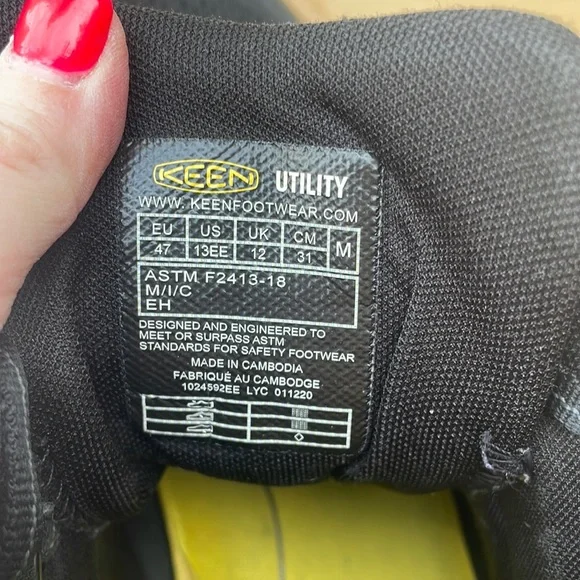 KEEN UTILITY
WWW.KEENFOOTWEAR.COM
EU US UK CM M
47 13EE 12 31
ASTM F2413-18
M/I/C
EH
DESIGNED AND ENGINEERED TO
MEET OR SURPASS ASTM
STANDARDS FOR SAFETY FOOTWEAR
MADE IN CAMBODIA
FABRIQUÉ AU CAMBODGE
1024592EE LYC 011220